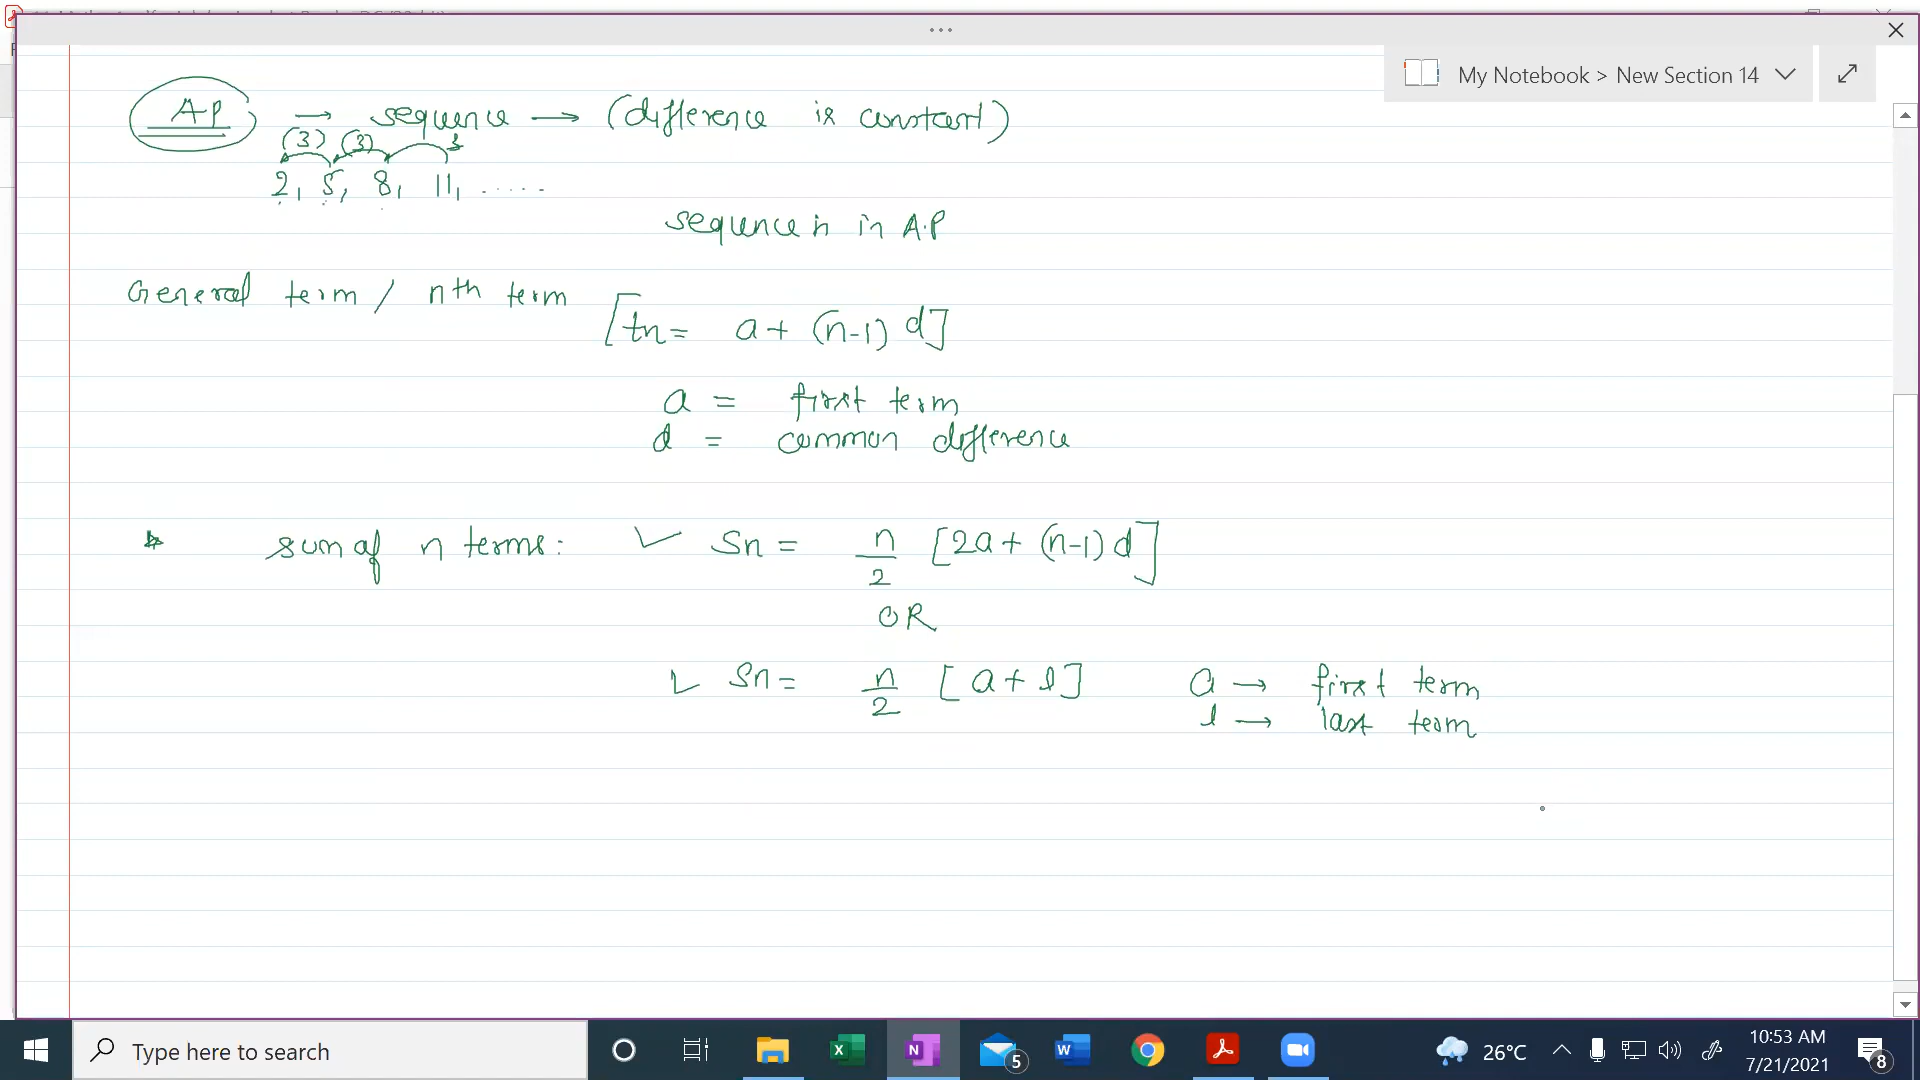 My Notebook > New Section 14
A.P → sequence → (difference is constant)
(3) (3) 3
2, 5, 8, 11, ......
sequence is in A.P
General term / nth term
[tn = a + (n-1) d]
a = first term
d = common difference
* sum of n terms: ✓ Sn = n/2 [2a + (n-1) d]
OR
✓ Sn = n/2 [a + l] a → first term
l → last term
Type here to search
5
26°C
10:53 AM
7/21/2021
8